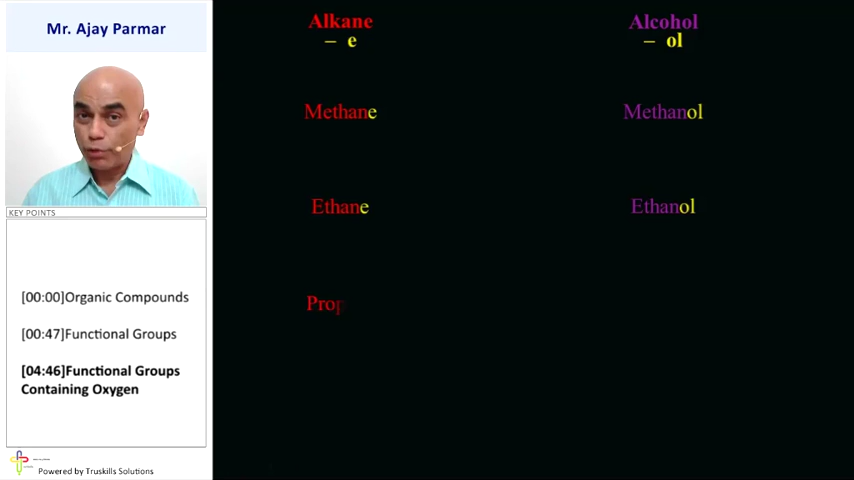 Mr. Ajay Parmar
KEY POINTS
[00:00]Organic Compounds
[00:47]Functional Groups
[04:46]Functional Groups
Containing Oxygen
Powered by Truskills Solutions
Alkane Alcohol
– e – ol
Methane Methanol
Ethane Ethanol
Prop